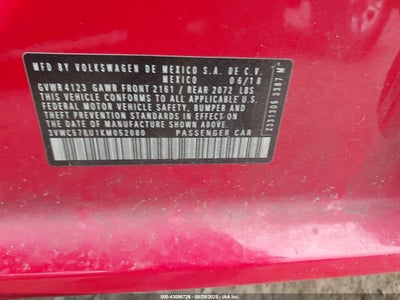 MFD BY VOLKSWAGEN DE MEXICO S.A. DE C.V.
MEXICO 06/18
GVWR 4123 GAWR FRONT 2161 / REAR 2072 LBS
THIS VEHICLE CONFORMS TO ALL APPLICABLE U.S.
FEDERAL MOTOR VEHICLE SAFETY, BUMPER AND
THEFT PREVENTION STANDARDS IN EFFECT ON
THE DATE OF MANUFACTURE SHOWN ABOVE
3VWC57BU1KM052080 PASSENGER CAR
2331305 3387 M